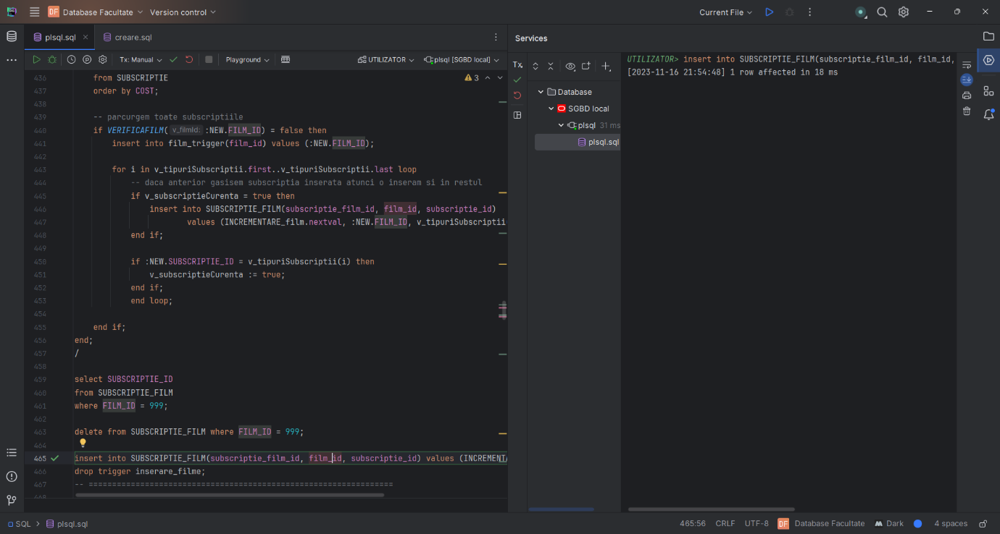 DF Database Facultate Version control Current File
plsql.sql creare.sql
Services
Tx: Manual Playground UTILIZATOR plsql [SGBD local]
Tx
436 from SUBSCRIPTIE 3
437 order by COST;
438
439 -- parcurgem toate subscriptiile
440 if VERIFICAFILM( v_filmId: :NEW.FILM_ID) = false then
441 insert into film_trigger(film_id) values (:NEW.FILM_ID);
442
443 for i in v_tipuriSubscriptii.first..v_tipuriSubscriptii.last loop
444 -- daca anterior gasisem subscriptia inserata atunci o inseram si in restul
445 if v_subscriptieCurenta = true then
446 insert into SUBSCRIPTIE_FILM(subscriptie_film_id, film_id, subscriptie_id)
447 values (INCREMENTARE_film.nextval, :NEW.FILM_ID, v_tipuriSubscriptii
448 end if;
449
450 if :NEW.SUBSCRIPTIE_ID = v_tipuriSubscriptii(i) then
451 v_subscriptieCurenta := true;
452 end if;
453 end loop;
454
455 end if;
456 end;
457 /
458
459 select SUBSCRIPTIE_ID
460 from SUBSCRIPTIE_FILM
461 where FILM_ID = 999;
462
463 delete from SUBSCRIPTIE_FILM where FILM_ID = 999;
464
465 insert into SUBSCRIPTIE_FILM(subscriptie_film_id, film_id, subscriptie_id) values (INCREMENTA
466 drop trigger inserare_filme;
467 -- =================================================================
468
Database
SGBD local
plsql 31 ms
plsql.sql
UTILIZATOR> insert into SUBSCRIPTIE_FILM(subscriptie_film_id, film_id,
[2023-11-16 21:54:48] 1 row affected in 18 ms
SQL > plsql.sql 465:56 CRLF UTF-8 DF Database Facultate Dark 4 spaces